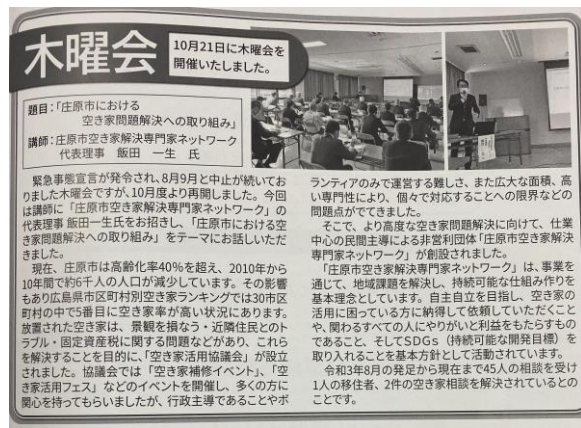 木曜会
10月21日に木曜会を
開催いたしました。
題目:「庄原市における
空き家問題解決への取り組み」
講師:庄原市空き家解決専門家ネットワーク
代表理事 飯田 一生 氏
緊急事態宣言が発令され、8月9月と中止が続いてお
りました木曜会ですが、10月度より再開しました。今回
は講師に「庄原市空き家解決専門家ネットワーク」の
代表理事 飯田一生氏をお招きし、「庄原市における空
き家問題解決への取り組み」をテーマにお話しいただ
きました。
現在、庄原市は高齢化率40%を超え、2010年から
10年間で約6千人の人口が減少しています。その影響
もあり広島県市区町村別空き家ランキングでは30市区
町村の中で5番目に空き家率が高い状況にあります。
放置された空き家は、景観を損なう・近隣住民とのト
ラブル・固定資産税に関する問題などがあり、これら
を解決することを目的に、「空き家活用協議会」が設立
されました。協議会では「空き家補修イベント」、「空
き家活用フェス」などのイベントを開催し、多くの方に
関心を持ってもらいましたが、行政主導であることやボ
ランティアのみで運営する難しさ、また広大な面積、高
い専門性により、個々で対応することへの限界などの
問題点がでてきました。
そこで、より高度な空き家問題解決に向けて、仕業
中心の民間主導による非営利団体「庄原市空き家解決
専門家ネットワーク」が創設されました。
「庄原市空き家解決専門家ネットワーク」は、事業を
通じて、地域課題を解決し、持続可能な仕組み作りを
基本理念としています。自主自立を目指し、空き家の
活用に困っている方に納得して依頼していただくこと
や、関わるすべての人にやりがいと利益をもたらすもの
であること、そしてSDGs(持続可能な開発目標)を
取り入れることを基本方針として活動されています。
令和3年8月の発足から現在まで45人の相談を受け
1人の移住者、2件の空き家相談を解決されているとの
ことです。